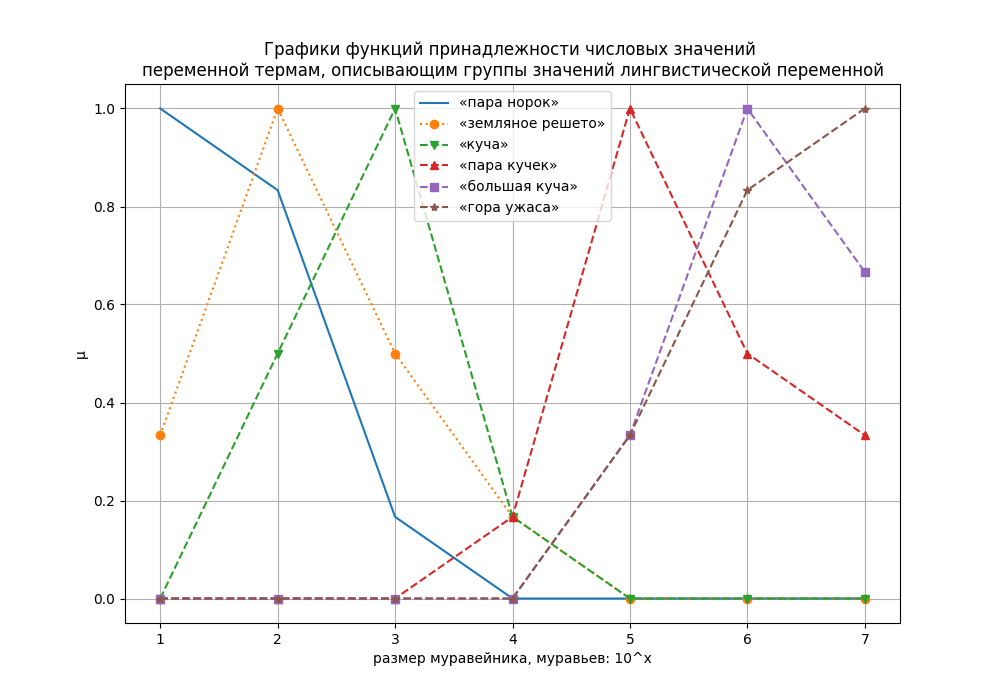 Графики функций принадлежности числовых значений
переменной термам, описывающим группы значений лингвистической переменной
«пара норок»
«земляное решето»
«куча»
«пара кучек»
«большая куча»
«гора ужаса»
1.0
0.8
0.6
0.4
0.2
0.0
μ
1 2 3 4 5 6 7
размер муравейника, муравьев: 10^x